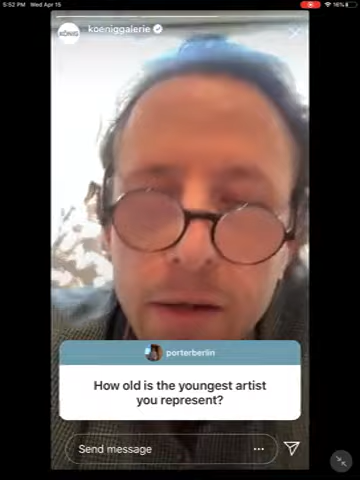 5:52 PM Wed Apr 15
16%
KÖNIG
koeniggalerie
porterberlin
How old is the youngest artist
you represent?
Send message